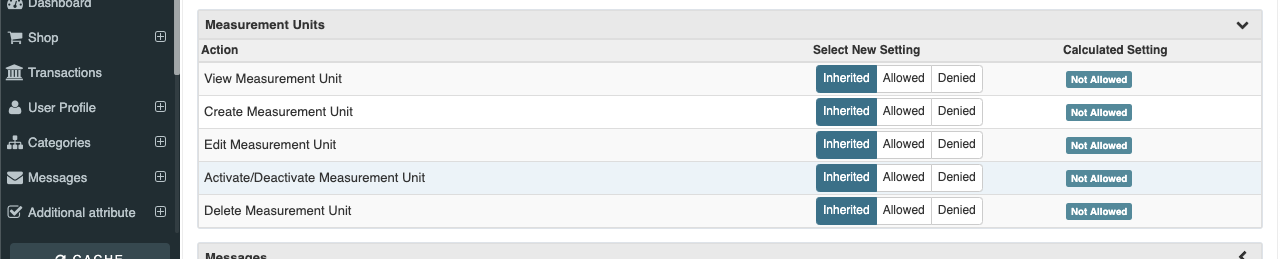 Dashboard
Shop
Transactions
User Profile
Categories
Messages
Additional attribute
CACHE
Measurement Units
Action Select New Setting Calculated Setting
View Measurement Unit Inherited Allowed Denied Not Allowed
Create Measurement Unit Inherited Allowed Denied Not Allowed
Edit Measurement Unit Inherited Allowed Denied Not Allowed
Activate/Deactivate Measurement Unit Inherited Allowed Denied Not Allowed
Delete Measurement Unit Inherited Allowed Denied Not Allowed
Messages